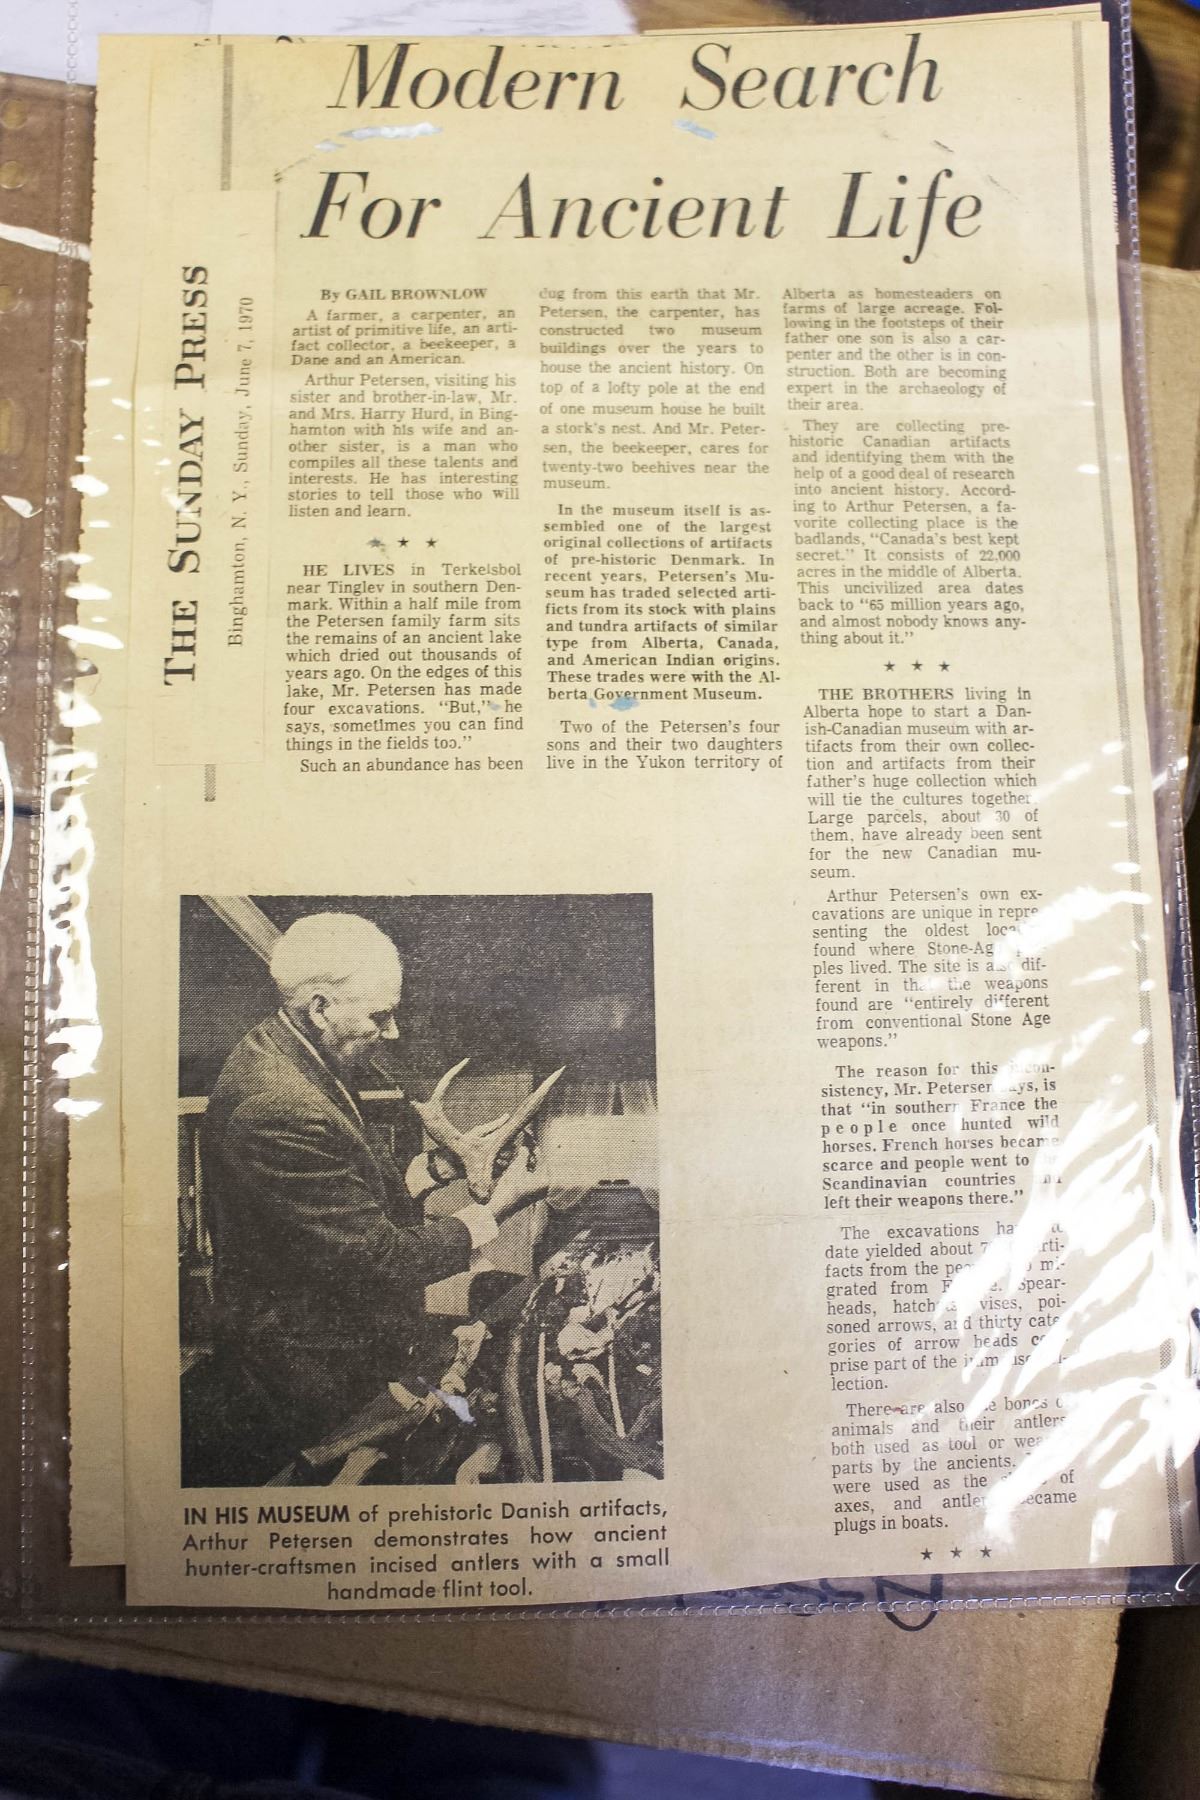 Modern Search
For Ancient Life
THE SUNDAY PRESS
Binghamton, N. Y., Sunday, June 7, 1970
By GAIL BROWNLOW
A farmer, a carpenter, an
artist of primitive life, an arti-
fact collector, a beekeeper, a
Dane and an American.
Arthur Petersen, visiting his
sister and brother-in-law, Mr.
and Mrs. Harry Hurd, in Bing-
hamton with his wife and an-
other sister, is a man who
compiles all these talents and
interests. He has interesting
stories to tell those who will
listen and learn.
★ ★ ★
HE LIVES in Terkelsbol
near Tinglev in southern Den-
mark. Within a half mile from
the Petersen family farm sits
the remains of an ancient lake
which dried out thousands of
years ago. On the edges of this
lake, Mr. Petersen has made
four excavations. “But,” he
says, sometimes you can find
things in the fields too.”
Such an abundance has been
dug from this earth that Mr.
Petersen, the carpenter, has
constructed two museum
buildings over the years to
house the ancient history. On
top of a lofty pole at the end
of one museum house he built
a stork's nest. And Mr. Peter-
sen, the beekeeper, cares for
twenty-two beehives near the
museum.
In the museum itself is as-
sembled one of the largest
original collections of artifacts
of pre-historic Denmark. In
recent years, Petersen's Mu-
seum has traded selected arti-
ficts from its stock with plains
and tundra artifacts of similar
type from Alberta, Canada,
and American Indian origins.
These trades were with the Al-
berta Government Museum.
Two of the Petersen's four
sons and their two daughters
live in the Yukon territory of
Alberta as homesteaders on
farms of large acreage. Fol-
lowing in the footsteps of their
father one son is also a car-
penter and the other is in con-
struction. Both are becoming
expert in the archaeology of
their area.
They are collecting pre-
historic Canadian artifacts
and identifying them with the
help of a good deal of research
into ancient history. Accord-
ing to Arthur Petersen, a fa-
vorite collecting place is the
badlands, “Canada's best kept
secret.” It consists of 22,000
acres in the middle of Alberta.
This uncivilized area dates
back to “65 million years ago,
and almost nobody knows any-
thing about it.”
★ ★ ★
THE BROTHERS living in
Alberta hope to start a Dan-
ish-Canadian museum with ar-
tifacts from their own collec-
tion and artifacts from their
father's huge collection which
will tie the cultures together.
Large parcels, about 30 of
them, have already been sent
for the new Canadian mu-
seum.
Arthur Petersen's own ex-
cavations are unique in repre-
senting the oldest
found where Stone-Age
ples lived. The site is also dif-
ferent in that the weapons
found are “entirely different
from conventional Stone Age
weapons.”
The reason for this incon-
sistency, Mr. Petersen says, is
that “in southern France the
people once hunted wild
horses. French horses became
scarce and people went to
Scandinavian countries
left their weapons there.”
The excavations
date yielded about arti-
facts from the mi-
grated from Spear-
heads, vises, poi-
soned arrows, and thirty cate-
gories of arrow heads
prise part of the
lection.
There are also bones
animals and their antlers
both used as tool or
parts by the ancients.
were used as the of
axes, and became
plugs in boats.
★ ★ ★
IN HIS MUSEUM of prehistoric Danish artifacts,
Arthur Petersen demonstrates how ancient
hunter-craftsmen incised antlers with a small
handmade flint tool.